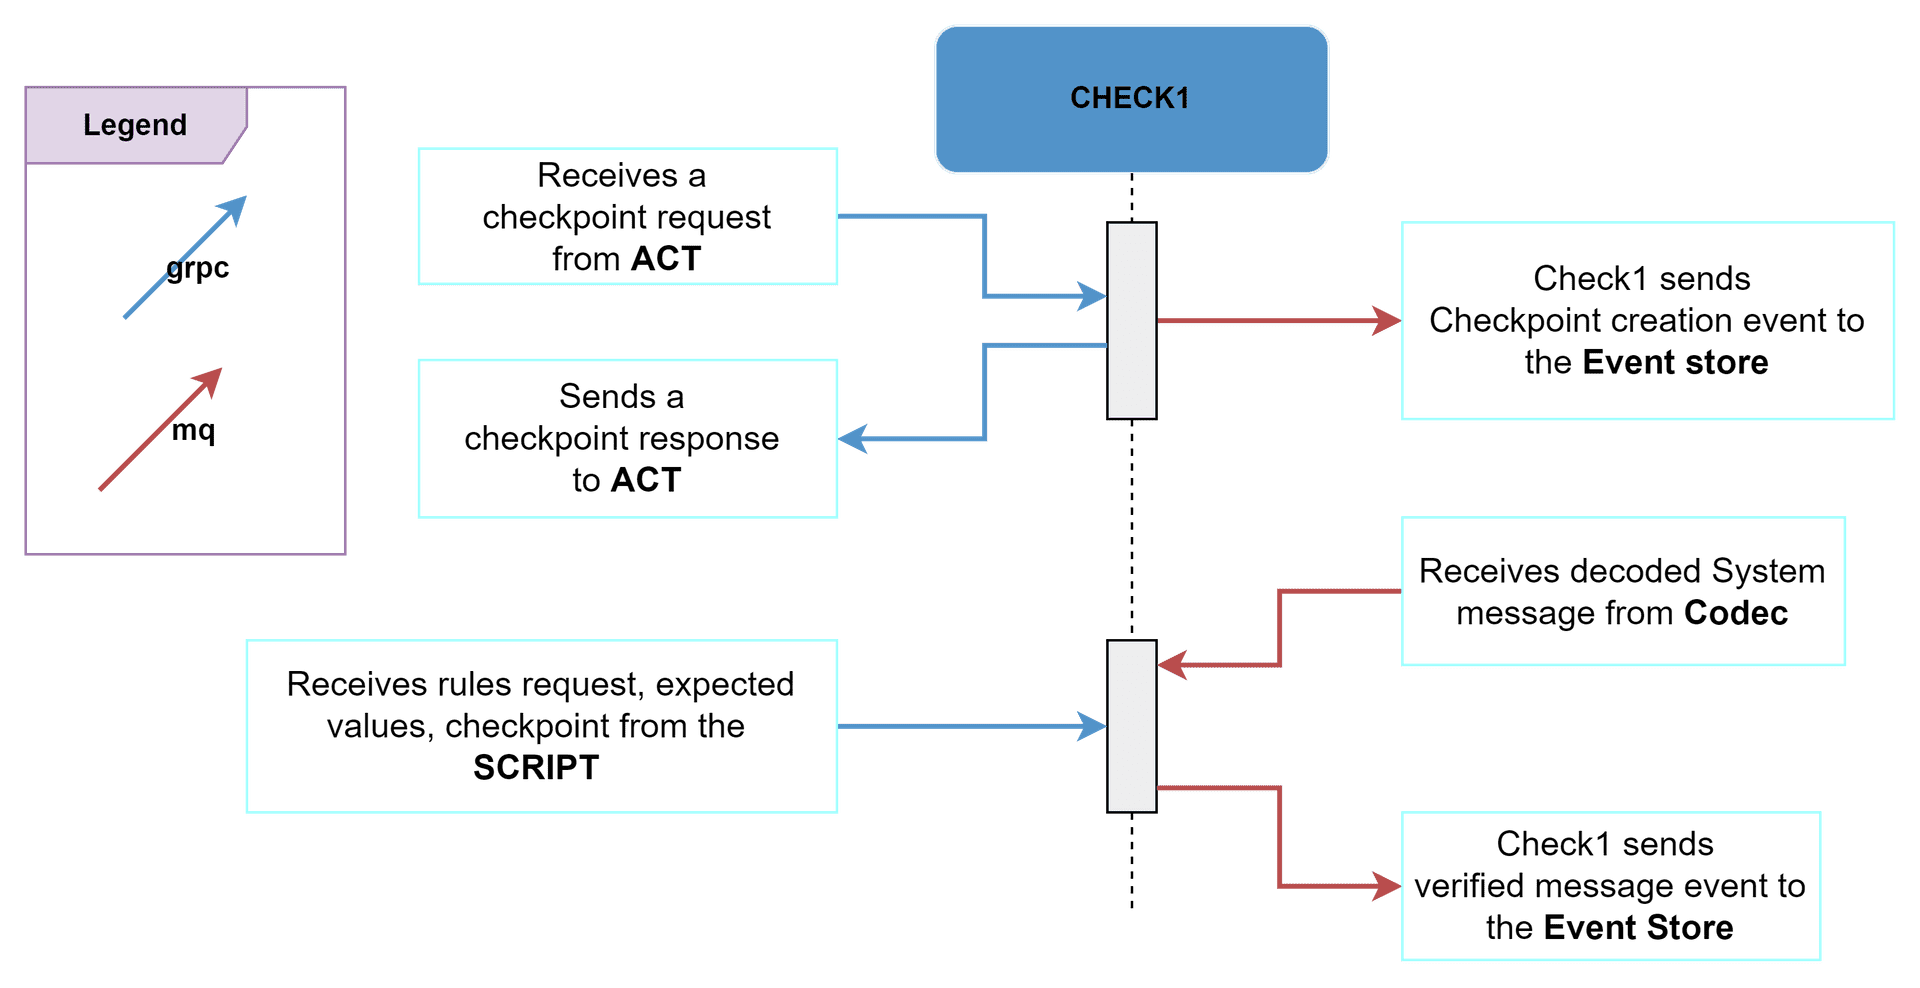 CHECK1
Legend
grpc
mq
Receives a
checkpoint request
from ACT
Sends a
checkpoint response
to ACT
Check1 sends
Checkpoint creation event to
the Event store
Receives decoded System
message from Codec
Receives rules request, expected
values, checkpoint from the
SCRIPT
Check1 sends
verified message event to
the Event Store